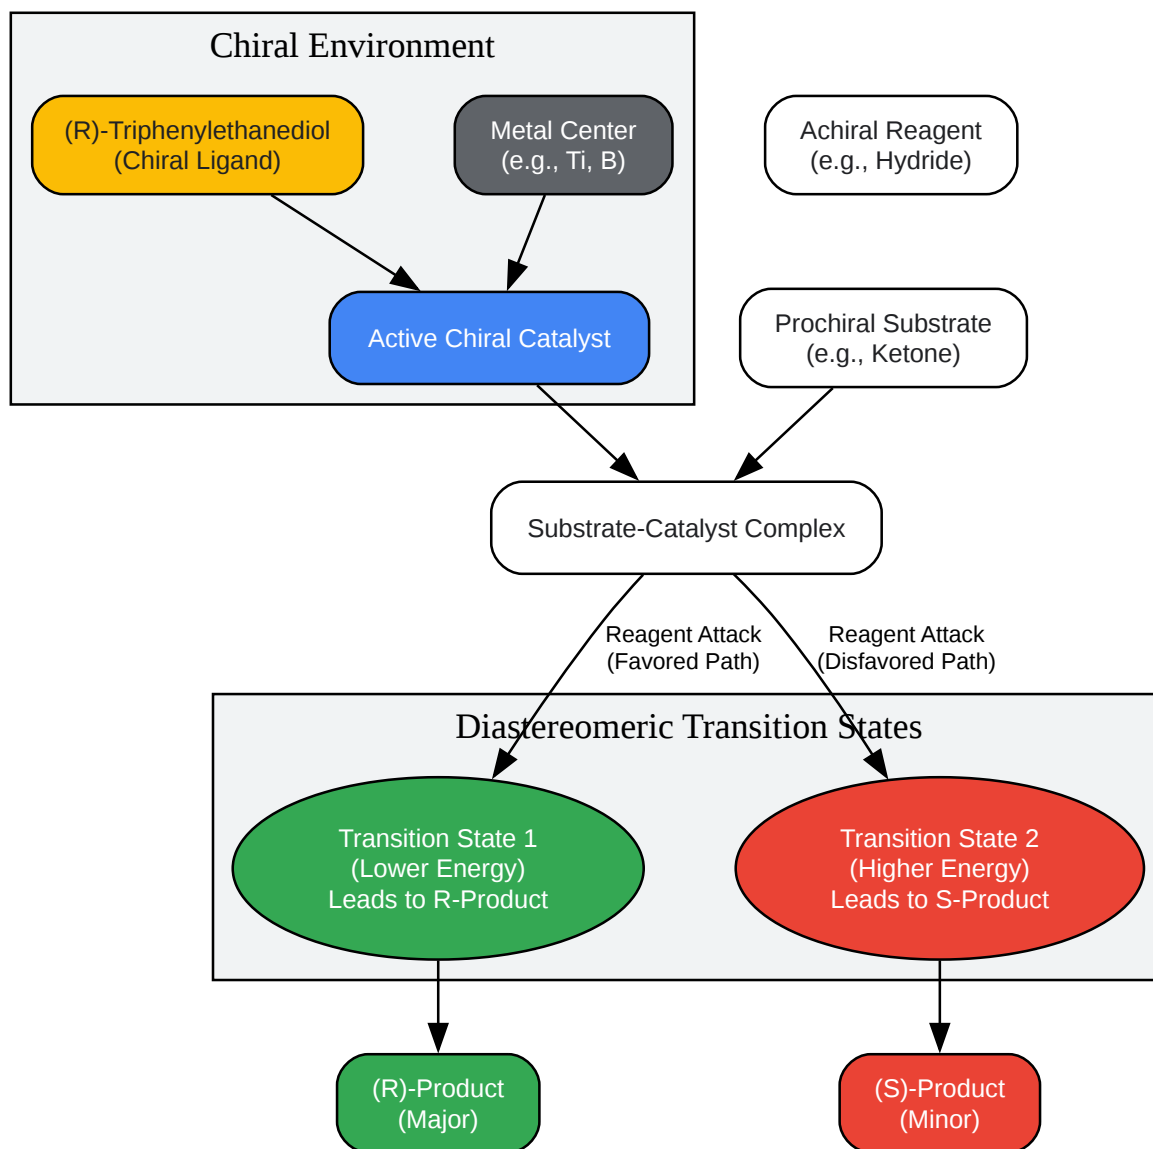 Chiral Environment
(R)-Triphenylethanediol
(Chiral Ligand)
Metal Center
(e.g., Ti, B)
Achiral Reagent
(e.g., Hydride)
Active Chiral Catalyst
Prochiral Substrate
(e.g., Ketone)
Substrate-Catalyst Complex
Reagent Attack
(Favored Path)
Reagent Attack
(Disfavored Path)
Diastereomeric Transition States
Transition State 1
(Lower Energy)
Leads to R-Product
Transition State 2
(Higher Energy)
Leads to S-Product
(R)-Product
(Major)
(S)-Product
(Minor)